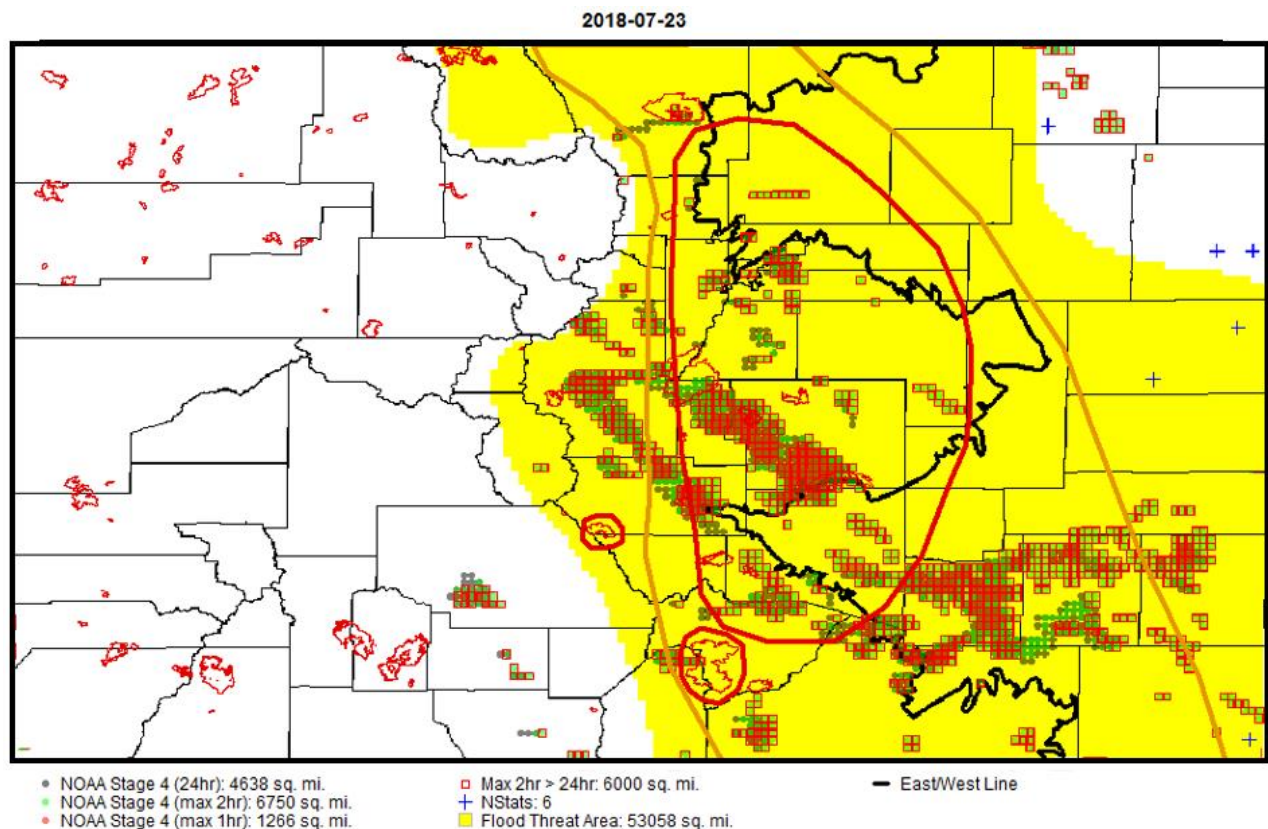 2018-07-23
NOAA Stage 4 (24hr): 4638 sq. mi.
NOAA Stage 4 (max 2hr): 6750 sq. mi.
NOAA Stage 4 (max 1hr): 1266 sq. mi.
Max 2hr > 24hr: 6000 sq. mi.
NStats: 6
Flood Threat Area: 53058 sq. mi.
East/West Line